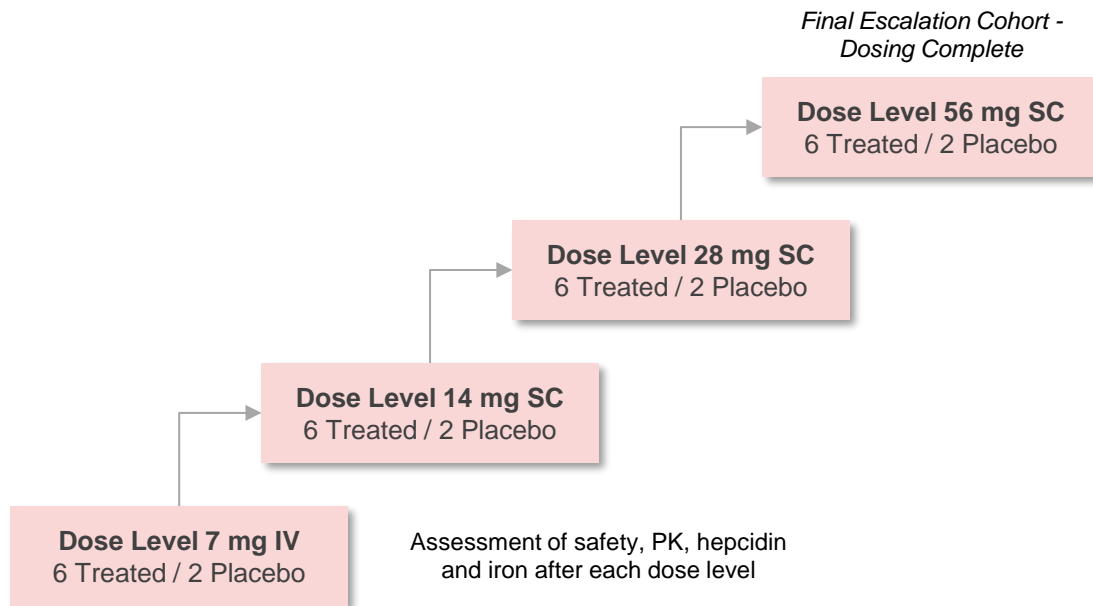 Final Escalation Cohort -
Dosing Complete
Dose Level 56 mg SC
6 Treated / 2 Placebo
Dose Level 28 mg SC
6 Treated / 2 Placebo
Dose Level 14 mg SC
6 Treated / 2 Placebo
Dose Level 7 mg IV
6 Treated / 2 Placebo
Assessment of safety, PK, hepcidin
and iron after each dose level